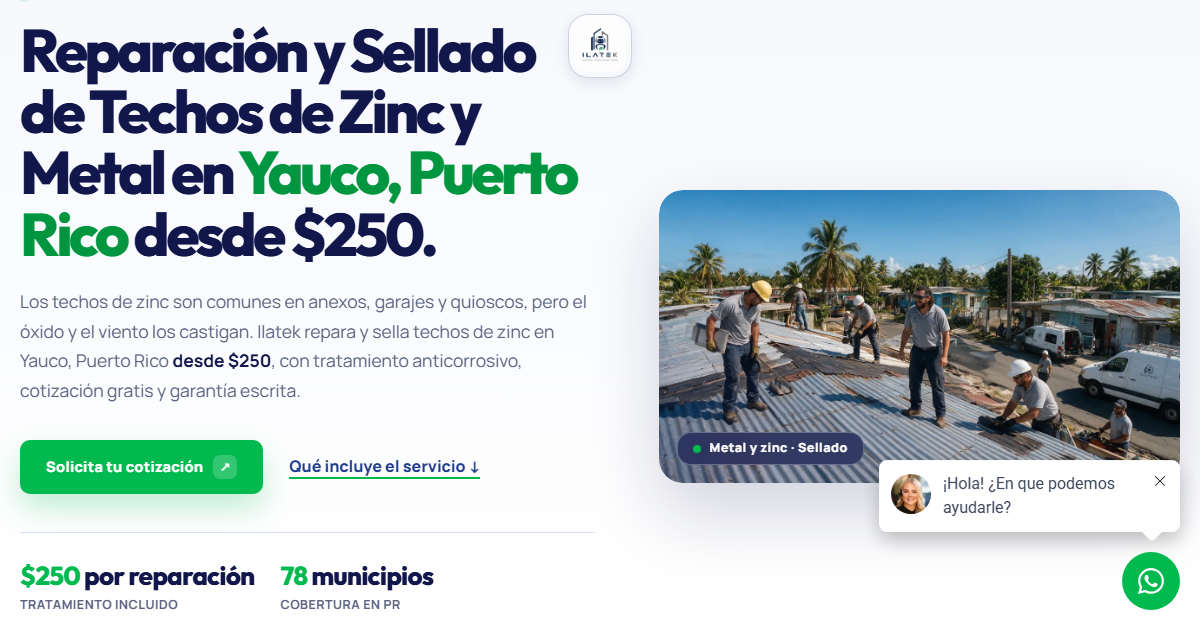 Reparación y Sellado
de Techos de Zinc y
Metal en Yauco, Puerto
Rico desde $250.
ILATEK
Los techos de zinc son comunes en anexos, garajes y quioscos, pero el
óxido y el viento los castigan. Ilatek repara y sella techos de zinc en
Yauco, Puerto Rico desde $250, con tratamiento anticorrosivo,
cotización gratis y garantía escrita.
Solicita tu cotización ↗
Qué incluye el servicio ↓
$250 por reparación
TRATAMIENTO INCLUIDO
78 municipios
COBERTURA EN PR
Metal y zinc · Sellado
¡Hola! ¿En que podemos
ayudarle?